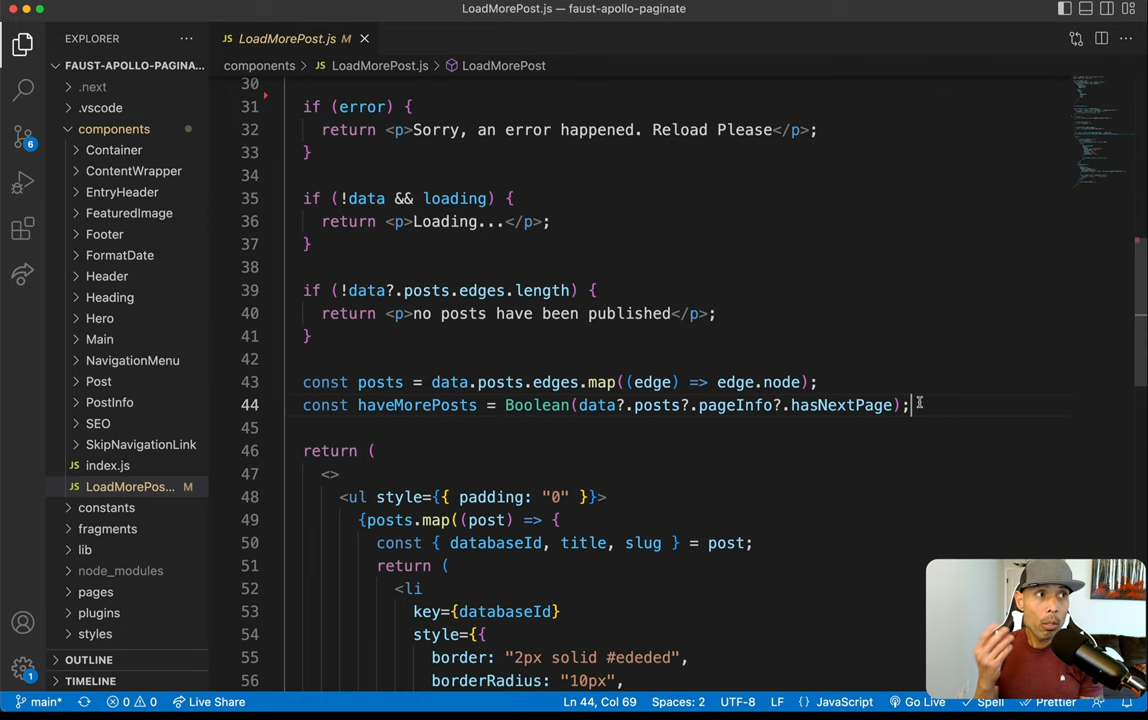 LoadMorePost.js — faust-apollo-paginate
EXPLORER
LoadMorePost.js M
FAUST-APOLLO-PAGINA...
components > LoadMorePost.js > LoadMorePost
.next
.vscode
components
Container
ContentWrapper
EntryHeader
FeaturedImage
Footer
FormatDate
Header
Heading
Hero
Main
NavigationMenu
Post
PostInfo
SEO
SkipNavigationLink
JS index.js
JS LoadMorePos... M
constants
fragments
lib
node_modules
pages
plugins
styles
OUTLINE
TIMELINE
6
1
30
31 if (error) {
32 return <p>Sorry, an error happened. Reload Please</p>;
33 }
34
35 if (!data && loading) {
36 return <p>Loading...</p>;
37 }
38
39 if (!data?.posts.edges.length) {
40 return <p>no posts have been published</p>;
41 }
42
43 const posts = data.posts.edges.map((edge) => edge.node);
44 const haveMorePosts = Boolean(data?.posts?.pageInfo?.hasNextPage);
45
46 return (
47 <>
48 <ul style={{ padding: "0" }}>
49 {posts.map((post) => {
50 const { databaseId, title, slug } = post;
51 return (
52 <li
53 key={databaseId}
54 style={{
55 border: "2px solid #ededed",
56 borderRadius: "10px",
main* 0 0 Live Share Ln 44, Col 69 Spaces: 2 UTF-8 LF {} JavaScript Go Live Spell Prettier